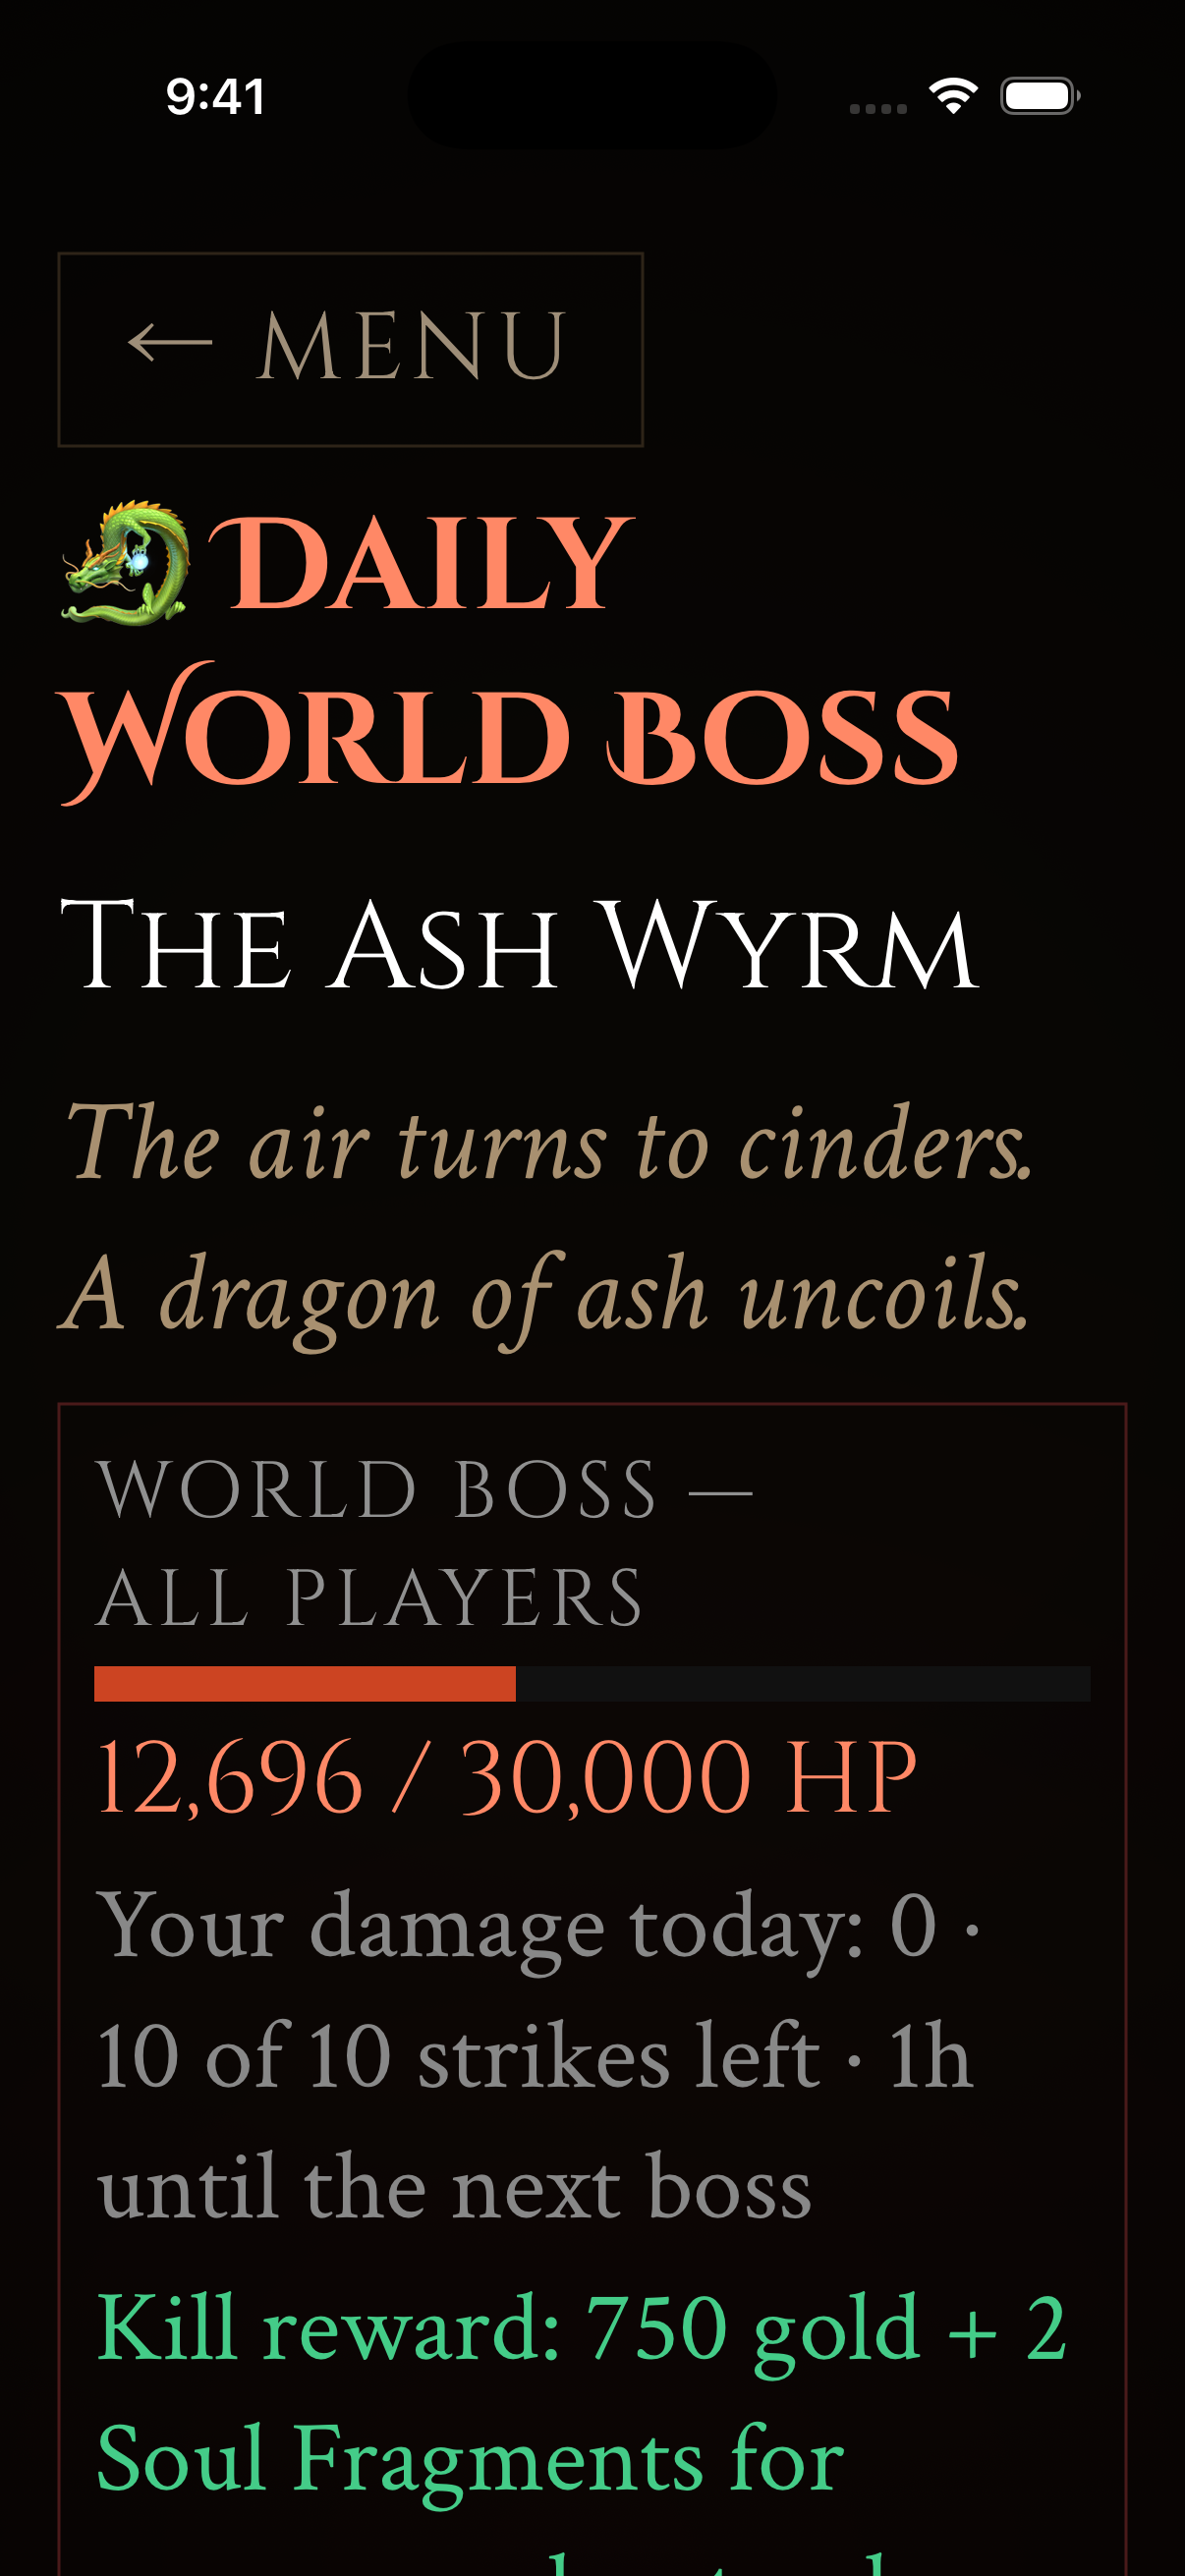 9:41
← MENU
DAILY
WORLD BOSS
THE ASH WYRM
The air turns to cinders.
A dragon of ash uncoils.
WORLD BOSS —
ALL PLAYERS
12,696 / 30,000 HP
Your damage today: 0 ·
10 of 10 strikes left · 1h
until the next boss
Kill reward: 750 gold + 2
Soul Fragments for